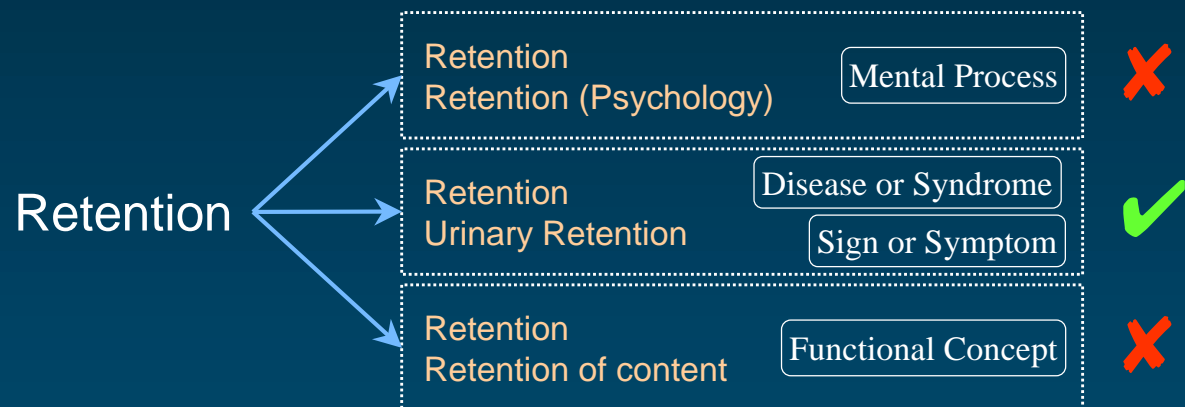 Retention
Retention
Retention (Psychology)
Mental Process
Retention
Urinary Retention
Disease or Syndrome
Sign or Symptom
Retention
Retention of content
Functional Concept